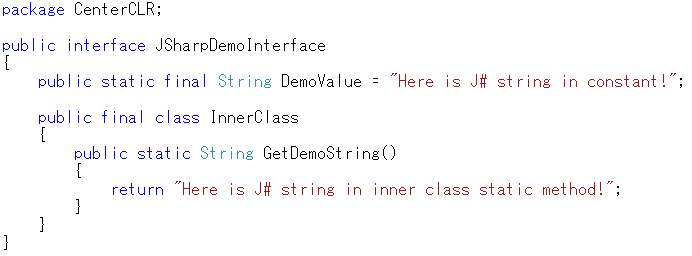 package CenterCLR;
public interface JSharpDemoInterface
{
    public static final String DemoValue = "Here is J# string in constant!";
    public final class InnerClass
    {
        public static String GetDemoString()
        {
            return "Here is J# string in inner class static method!";
        }
    }
}